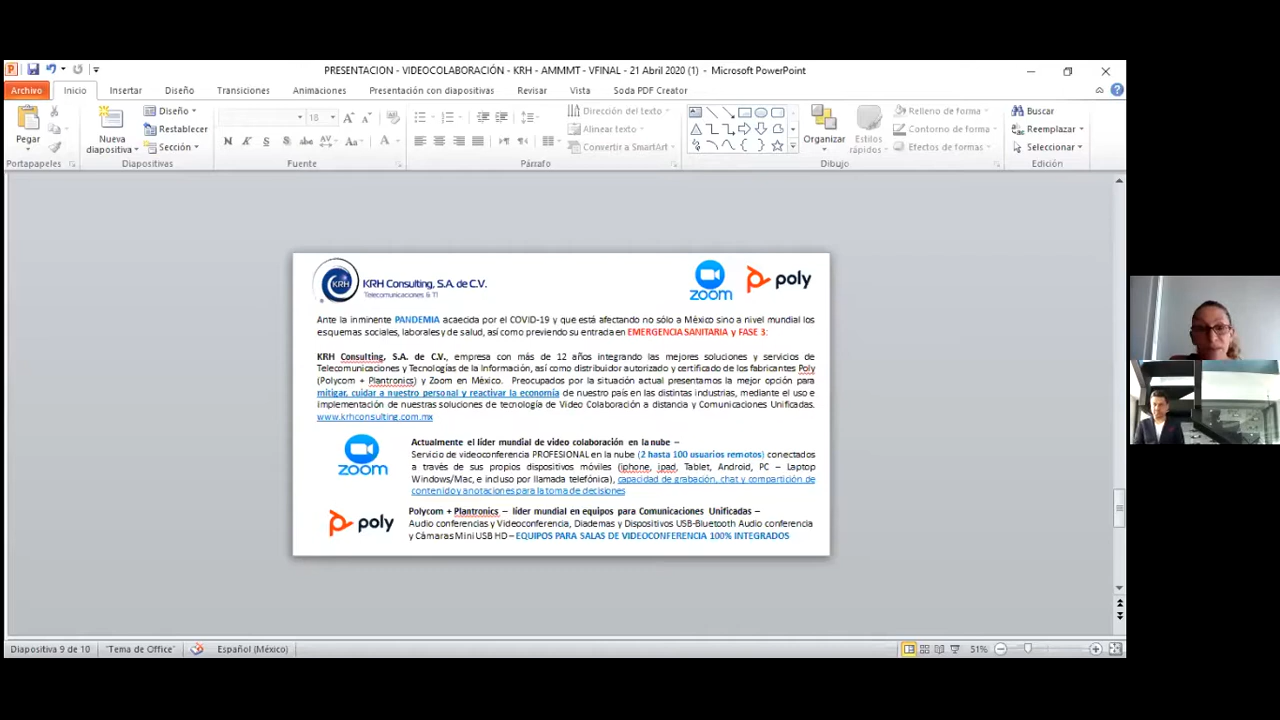 PRESENTACION - VIDEOCOLABORACIÓN - KRH - AMMMT - VFINAL - 21 Abril 2020 (1) - Microsoft PowerPoint
Archivo Inicio Insertar Diseño Transiciones Animaciones Presentación con diapositivas Revisar Vista Soda PDF Creator
Pegar
Nueva diapositiva
Diseño
Restablecer
Sección
18
N K S abc AV Aa A
Dirección del texto
Alinear texto
Convertir a SmartArt
Organizar
Estilos rápidos
Relleno de forma
Contorno de forma
Efectos de formas
Buscar
Reemplazar
Seleccionar
Portapapeles Diapositivas Fuente Párrafo Dibujo Edición
KRH
KRH Consulting, S.A. de C.V.
Telecomunicaciones & TI
zoom
poly
Ante la inminente PANDEMIA acaecida por el COVID-19 y que está afectando no sólo a México sino a nivel mundial los
esquemas sociales, laborales y de salud, así como previendo su entrada en EMERGENCIA SANITARIA y FASE 3:
KRH Consulting, S.A. de C.V., empresa con más de 12 años integrando las mejores soluciones y servicios de
Telecomunicaciones y Tecnologías de la Información, así como distribuidor autorizado y certificado de los fabricantes Poly
(Polycom + Plantronics) y Zoom en México. Preocupados por la situación actual presentamos la mejor opción para
mitigar, cuidar a nuestro personal y reactivar la economía de nuestro país en las distintas industrias, mediante el uso e
implementación de nuestras soluciones de tecnología de Video Colaboración a distancia y Comunicaciones Unificadas.
www.krhconsulting.com.mx
zoom
Actualmente el líder mundial de video colaboración en la nube –
Servicio de videoconferencia PROFESIONAL en la nube (2 hasta 100 usuarios remotos) conectados
a través de sus propios dispositivos móviles (iphone, ipad, Tablet, Android, PC – Laptop
Windows/Mac, e incluso por llamada telefónica), capacidad de grabación, chat y compartición de
contenido y anotaciones para la toma de decisiones
poly
Polycom + Plantronics – líder mundial en equipos para Comunicaciones Unificadas –
Audio conferencias y Videoconferencia, Diademas y Dispositivos USB-Bluetooth Audio conferencia
y Cámaras Mini USB HD – EQUIPOS PARA SALAS DE VIDEOCONFERENCIA 100% INTEGRADOS
Diapositiva 9 de 10 "Tema de Office" Español (México) 51%